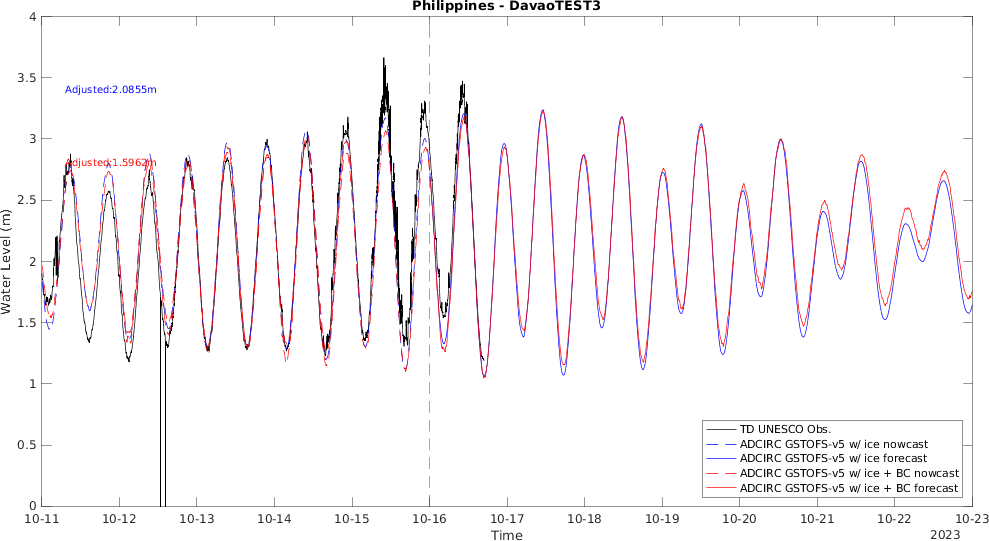 Philippines - DavaoTEST3
Water Level (m)
4
3.5
3
2.5
2
1.5
1
0.5
0
Adjusted:2.0855m
Adjusted:1.5962m
TD UNESCO Obs.
ADCIRC GSTOFS-v5 w/ ice nowcast
ADCIRC GSTOFS-v5 w/ ice forecast
ADCIRC GSTOFS-v5 w/ ice + BC nowcast
ADCIRC GSTOFS-v5 w/ ice + BC forecast
10-11 10-12 10-13 10-14 10-15 10-16 10-17 10-18 10-19 10-20 10-21 10-22 10-23
Time
2023